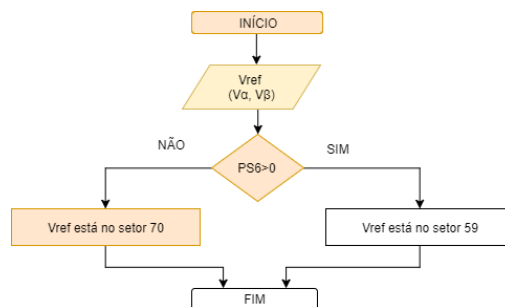 INÍCIO
Vref
(Vα, Vβ)
NÃO
SIM
PS6>0
Vref está no setor 70
Vref está no setor 59
FIM